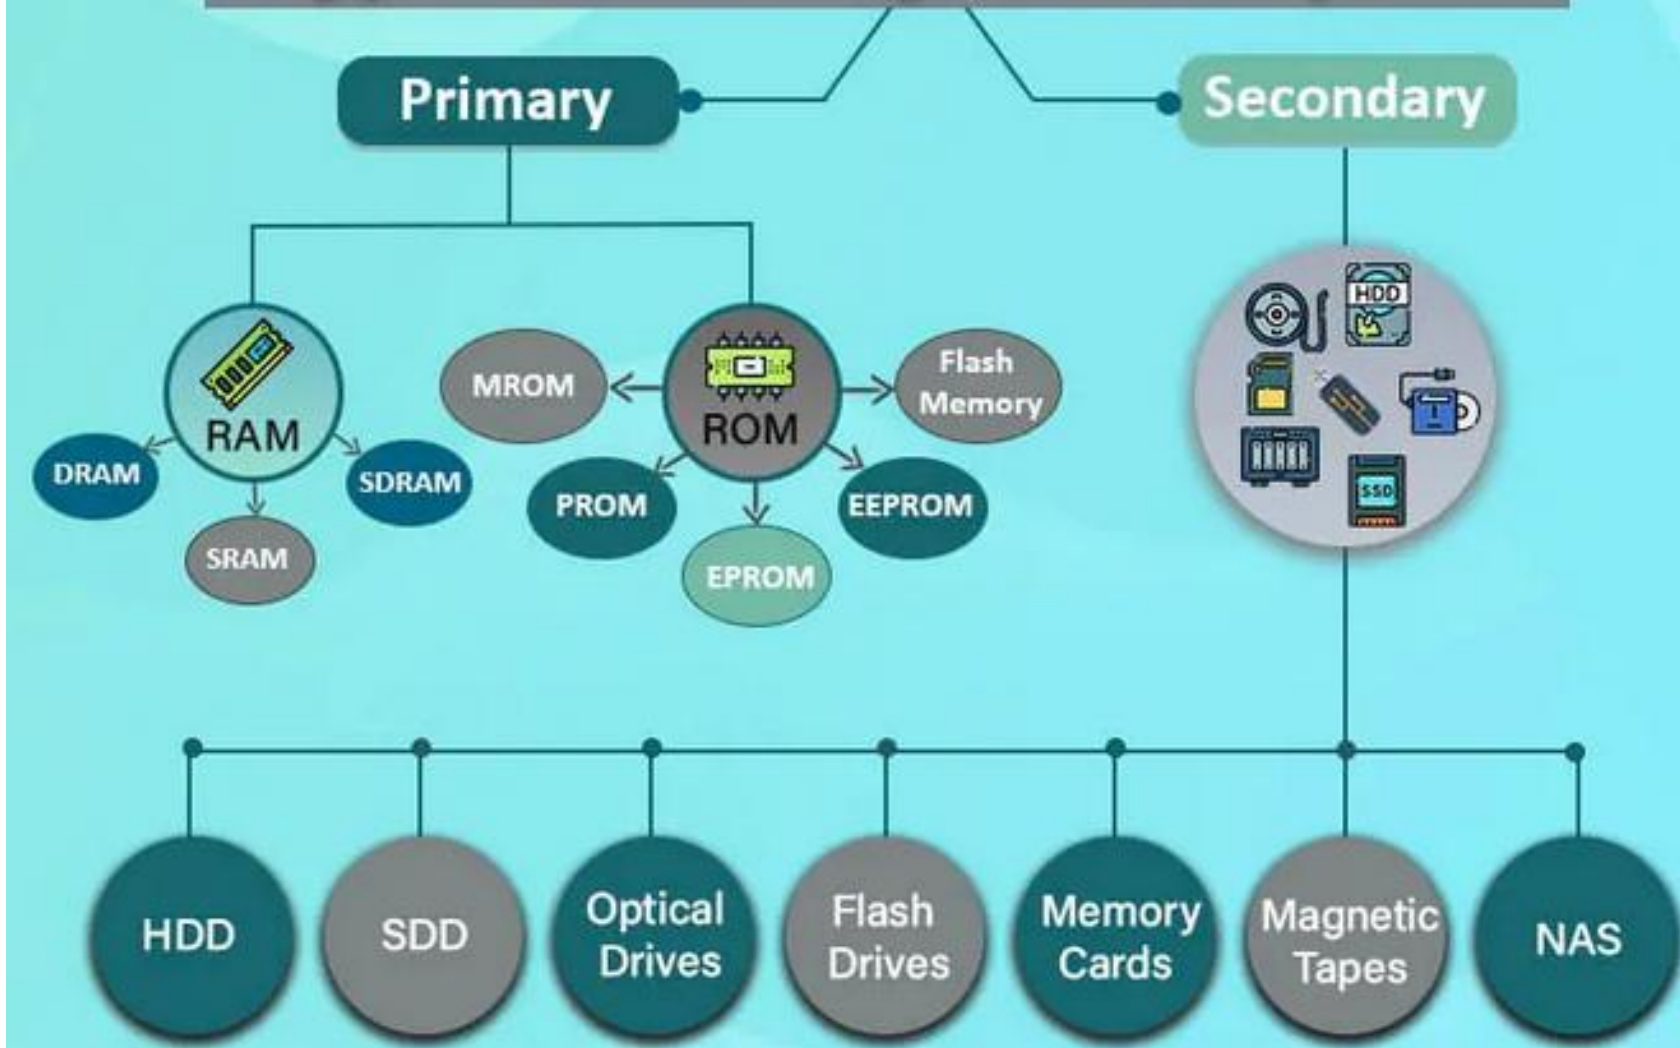 Primary
Secondary
HDD
SSD
RAM
ROM
MROM
Flash
Memory
DRAM
SDRAM
SRAM
PROM
EEPROM
EPROM
HDD
SDD
Optical
Drives
Flash
Drives
Memory
Cards
Magnetic
Tapes
NAS